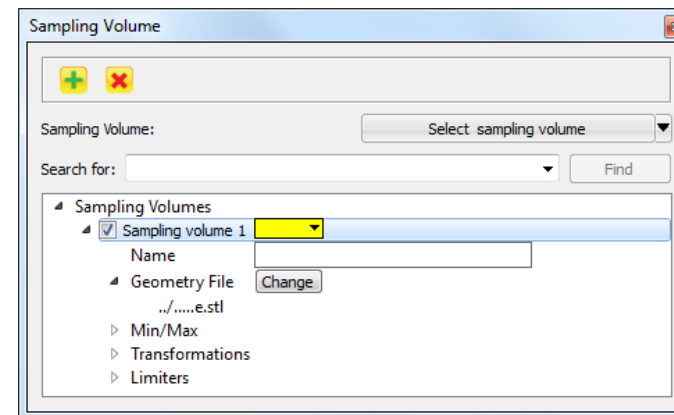 Sampling Volume
Sampling Volume: Select sampling volume
Search for: Find
Sampling Volumes
Sampling volume 1
Name
Geometry File Change
../.....e.stl
Min/Max
Transformations
Limiters